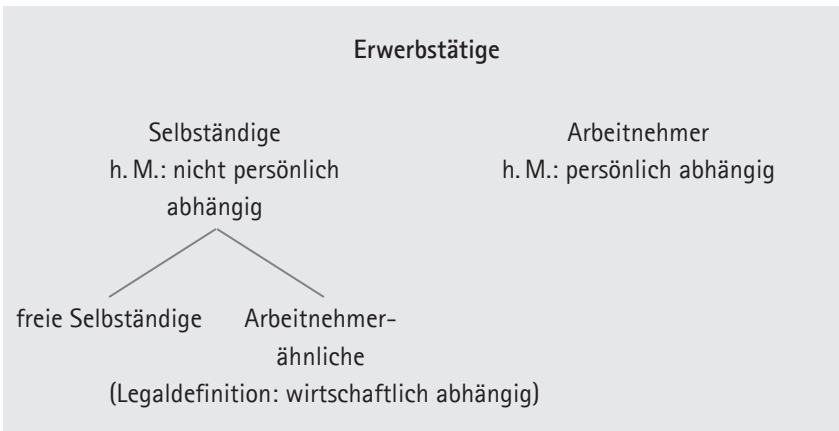 Erwerbstätige
Selbständige
h. M.: nicht persönlich
abhängig
Arbeitnehmer
h. M.: persönlich abhängig
freie Selbständige
Arbeitnehmer-
ähnliche
(Legaldefinition: wirtschaftlich abhängig)